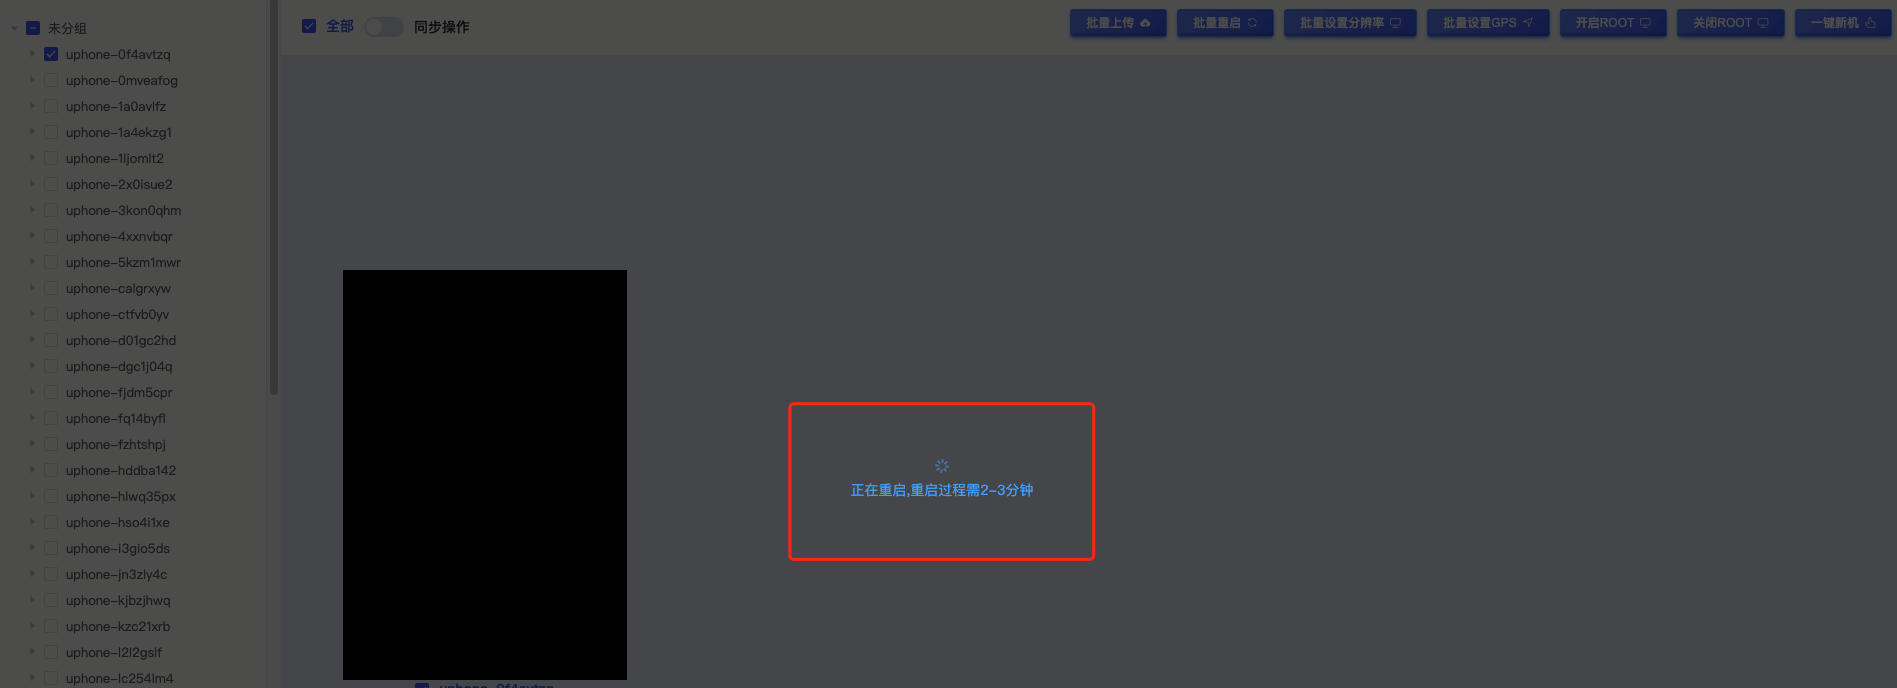 未分组
uphone-0f4avtzq
uphone-0mveafog
uphone-1a0avlfz
uphone-1a4ekzg1
uphone-1ljomlt2
uphone-2x0isue2
uphone-3kon0qhm
uphone-4xxnvbqr
uphone-5kzm1mwr
uphone-calgrxyw
uphone-ctfvb0yv
uphone-d01gc2hd
uphone-dgc1j04q
uphone-fjdm5cpr
uphone-fq14byfl
uphone-fzhtshpj
uphone-hddba142
uphone-hlwq35px
uphone-hso4i1xe
uphone-i3gio5ds
uphone-jn3zly4c
uphone-kjbzjhwq
uphone-kzc21xrb
uphone-l2l2gslf
uphone-lc254lm4
全部 同步操作
批量上传 批量重启 批量设置分辨率 批量设置GPS 开启ROOT 关闭ROOT 一键新机
正在重启,重启过程需2-3分钟
uphone-0f4avtzq